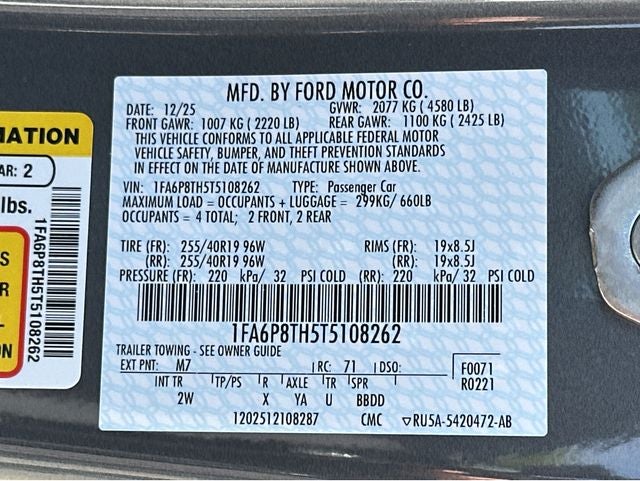 MFD. BY FORD MOTOR CO.
DATE: 12/25 GVWR: 2077 KG ( 4580 LB)
FRONT GAWR: 1007 KG ( 2220 LB) REAR GAWR: 1100 KG ( 2425 LB)
THIS VEHICLE CONFORMS TO ALL APPLICABLE FEDERAL MOTOR
VEHICLE SAFETY, BUMPER, AND THEFT PREVENTION STANDARDS
IN EFFECT ON THE DATE OF MANUFACTURE SHOWN ABOVE.
VIN: 1FA6P8TH5T5108262 TYPE: Passenger Car
MAXIMUM LOAD = OCCUPANTS + LUGGAGE = 299KG/ 660LB
OCCUPANTS = 4 TOTAL; 2 FRONT, 2 REAR
TIRE (FR): 255/40R19 96W RIMS (FR): 19x8.5J
(RR): 255/40R19 96W (RR): 19x8.5J
PRESSURE (FR): 220 kPa/ 32 PSI COLD (RR): 220 kPa/ 32 PSI COLD
1FA6P8TH5T5108262
TRAILER TOWING - SEE OWNER GUIDE
EXT PNT: M7 RC: 71 DSO: F0071
R0221
INT TR TP/PS R AXLE TR SPR
2W X YA U BBDD
1202512108287 CMC RU5A-5420472-AB
MATION
AR: 2
lbs.
S
R
ON
1FA6P8TH5T5108262